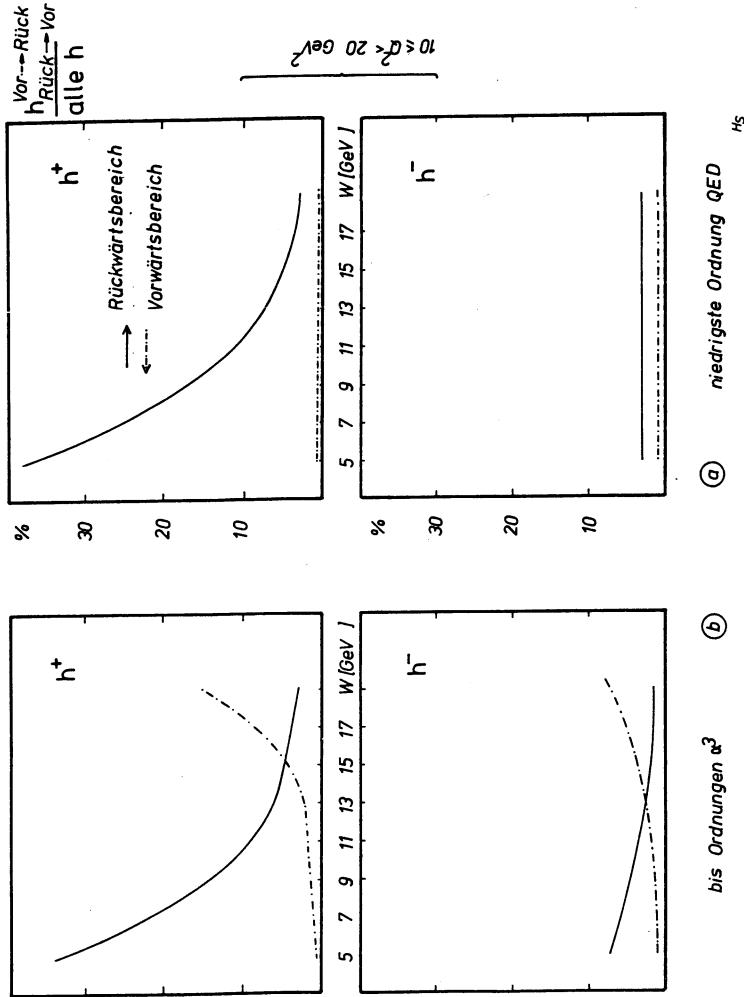 h Vor→Rück
Rück→Vor
alle h
h⁺
→ Rückwärtsbereich
← Vorwärtsbereich
%
30
20
10
5 7 9 11 13 15 17 W [GeV]
h⁻
%
30
20
10
10 ≤ Q² < 20 GeV²
ⓐ niedrigste Ordnung QED
h⁺
5 7 9 11 13 15 17 W [GeV]
h⁻
ⓑ bis Ordnungen α³
HS